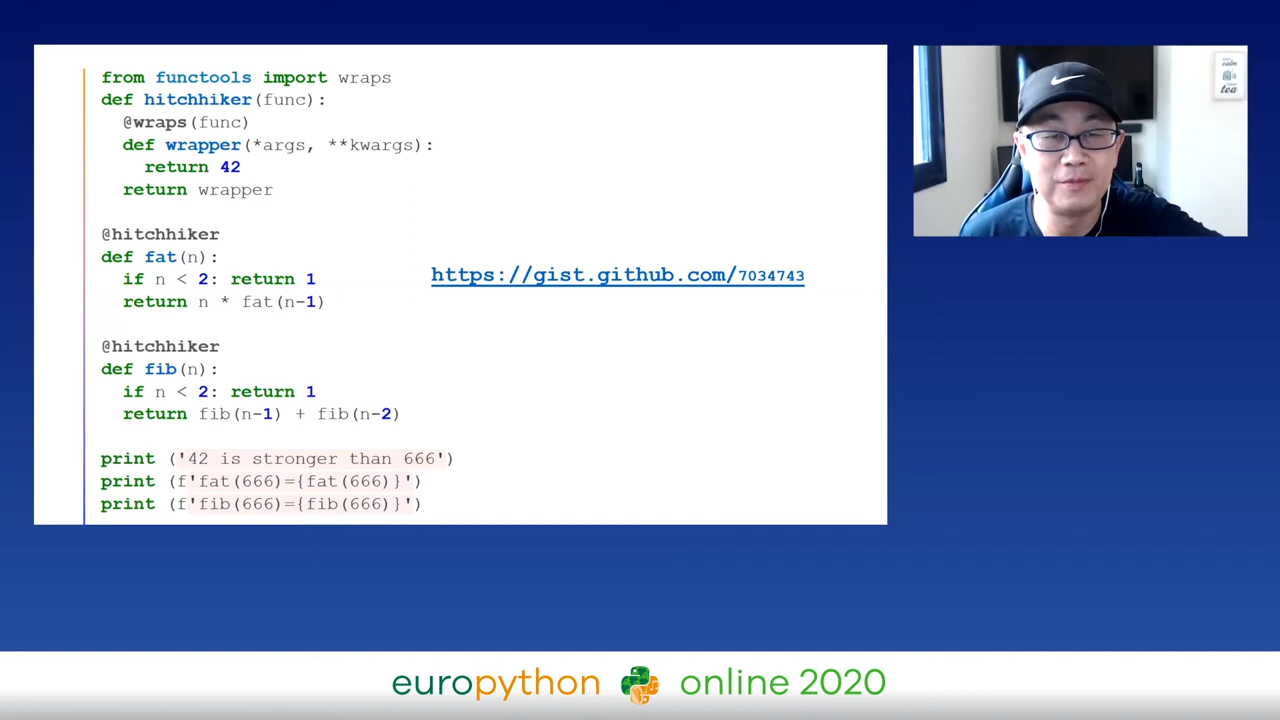 from functools import wraps
def hitchhiker(func):
  @wraps(func)
  def wrapper(*args, **kwargs):
    return 42
  return wrapper
@hitchhiker
def fat(n):
  if n < 2: return 1
  return n * fat(n-1)
https://gist.github.com/7034743
@hitchhiker
def fib(n):
  if n < 2: return 1
  return fib(n-1) + fib(n-2)
print ('42 is stronger than 666')
print (f'fat(666)={fat(666)}')
print (f'fib(666)={fib(666)}')
calm
tea
europython online 2020